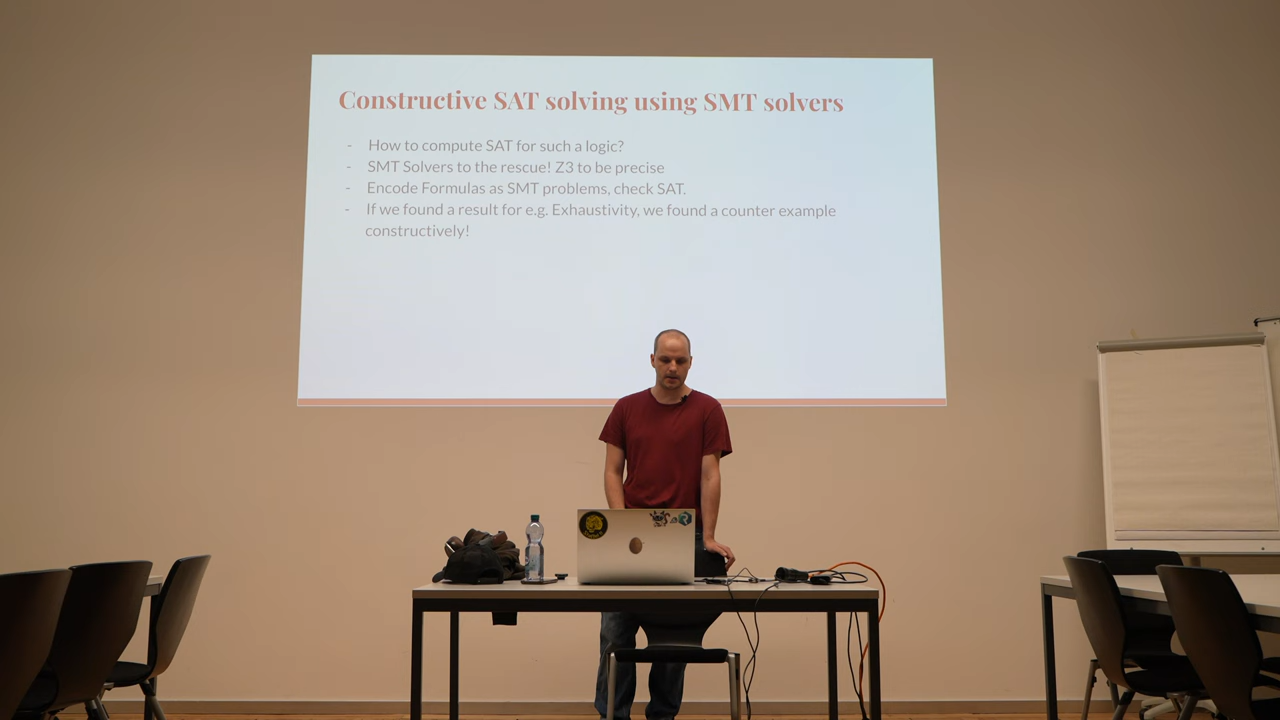 Constructive SAT solving using SMT solvers
- How to compute SAT for such a logic?
- SMT Solvers to the rescue! Z3 to be precise
- Encode Formulas as SMT problems, check SAT.
- If we found a result for e.g. Exhaustivity, we found a counter example
constructively!